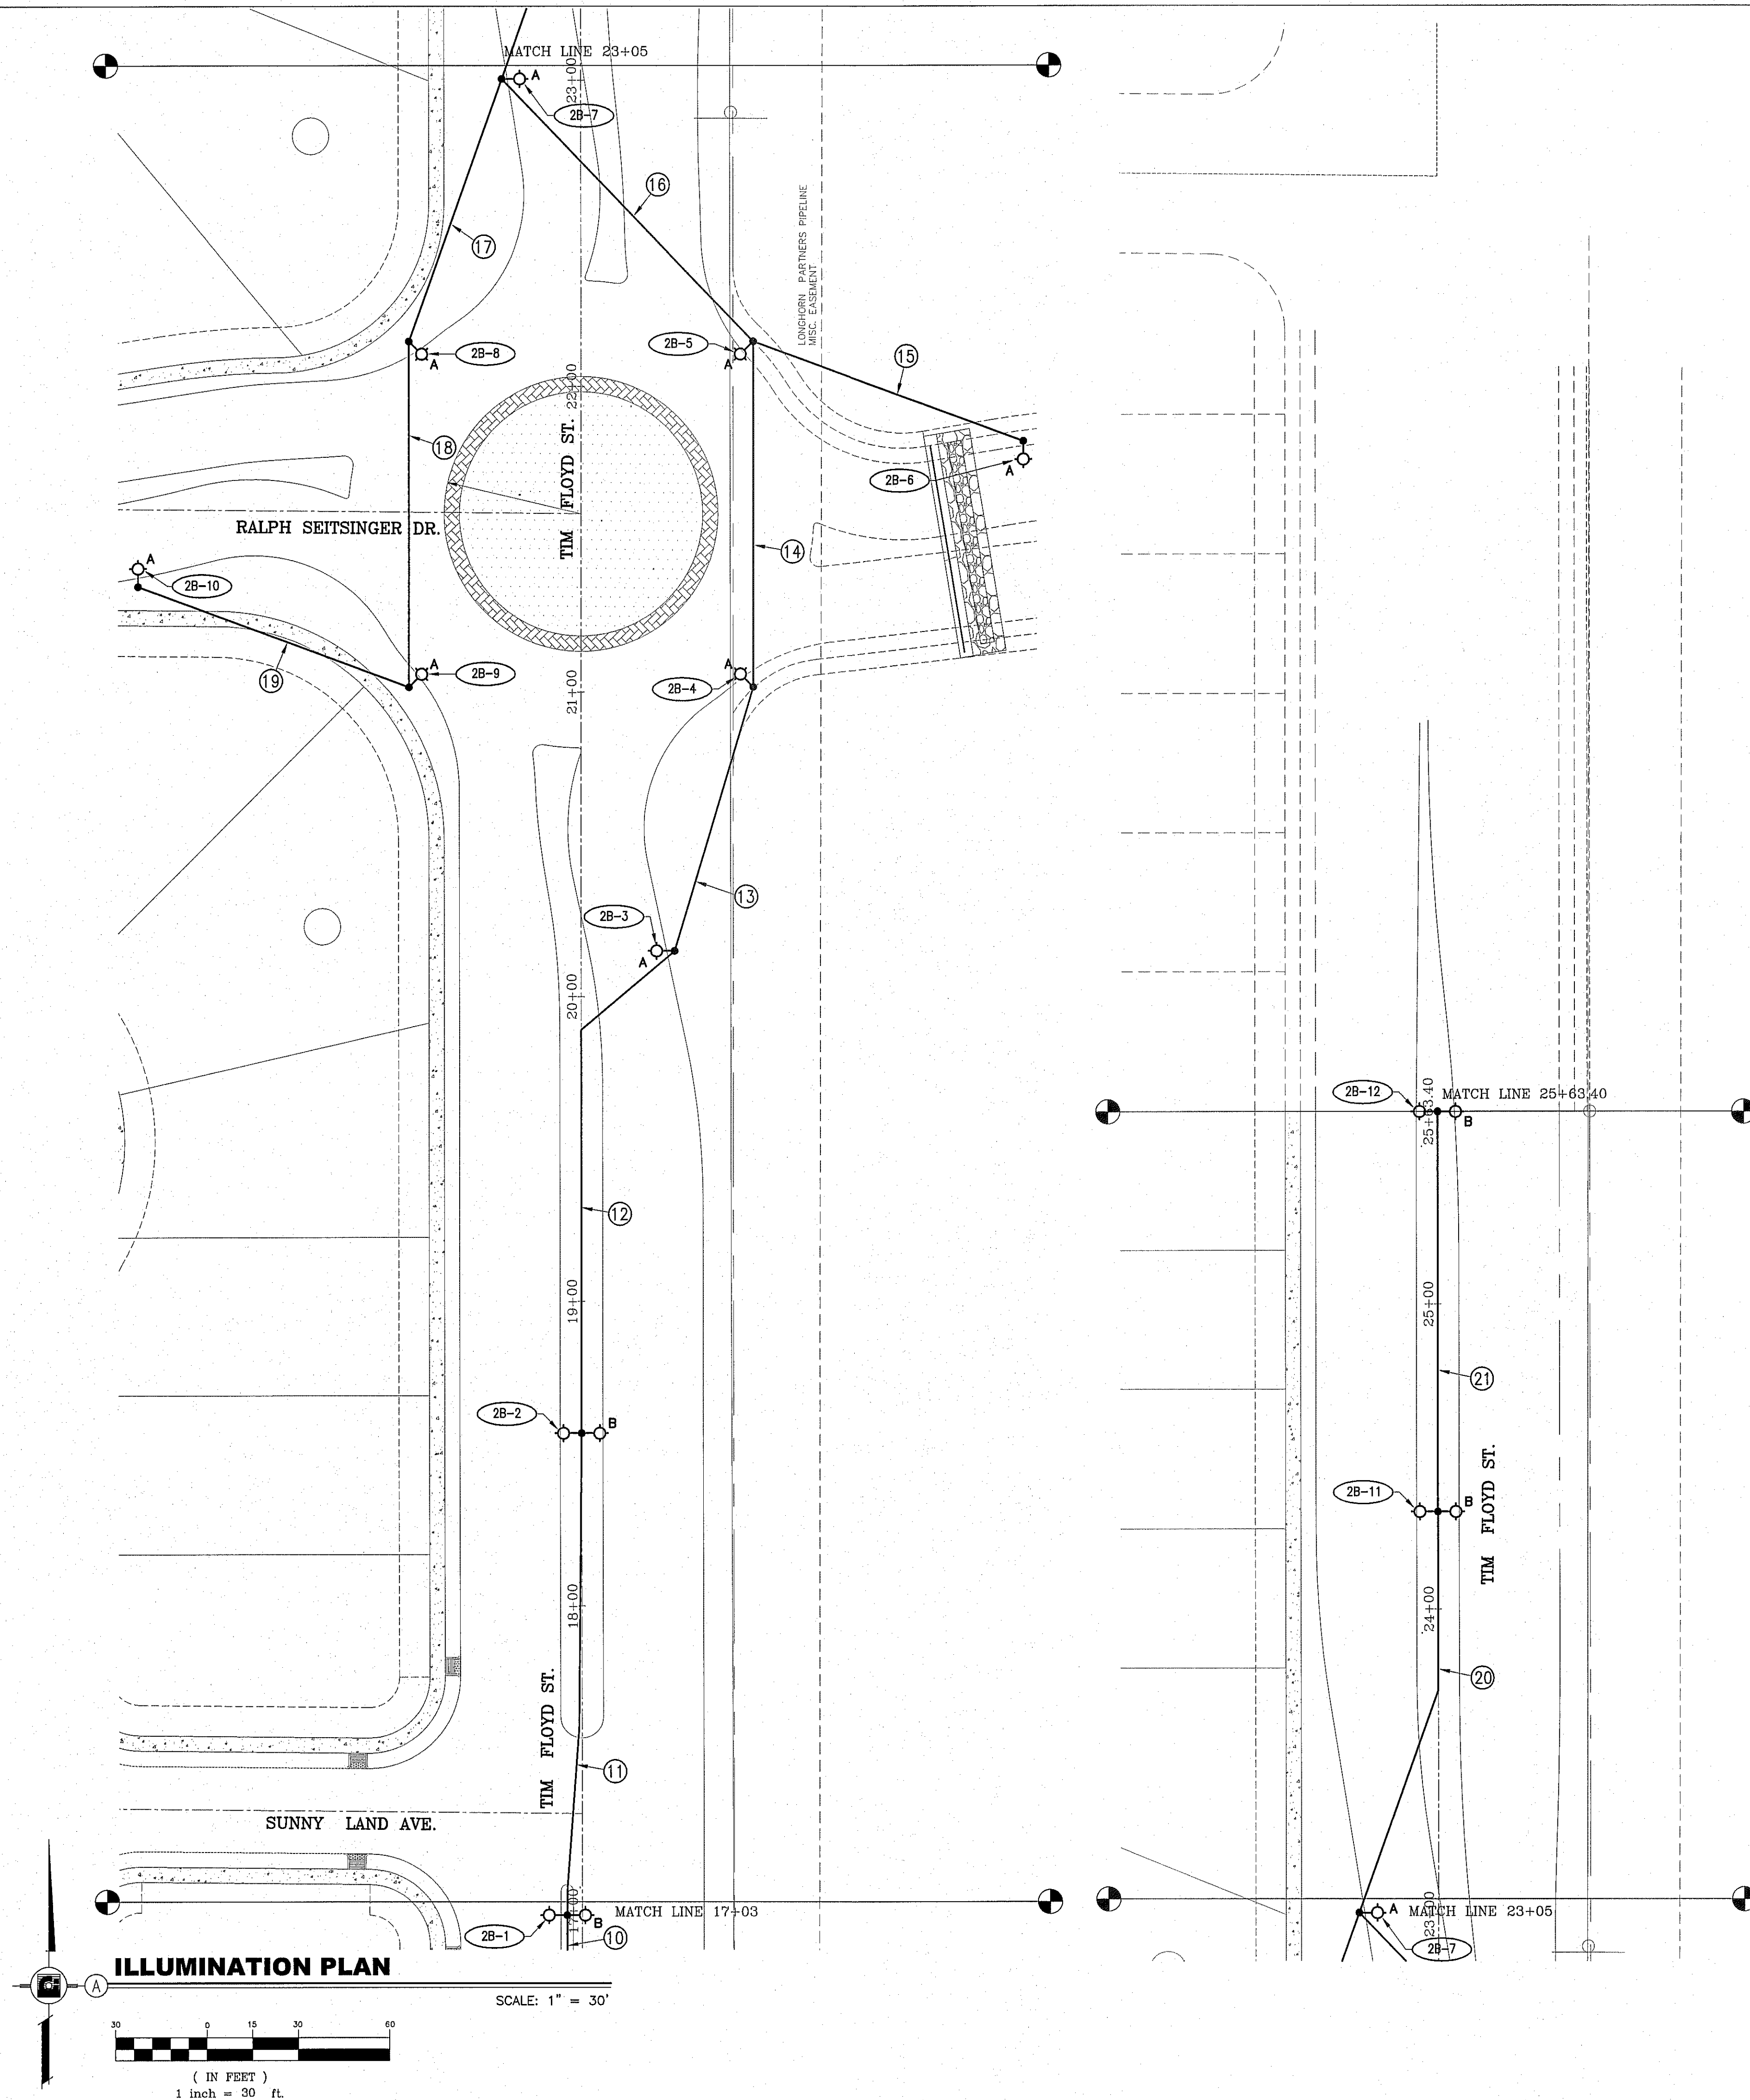 MATCH LINE 23+05
A
23+00
2B-7
16
LONGHORN PARTNERS PIPELINE
MISC. EASEMENT
17
2B-8
A
2B-5
A
15
22+00
TIM FLOYD ST.
18
2B-6
A
RALPH SEITSINGER DR.
14
A
2B-10
A
2B-9
A
2B-4
19
21+00
13
2B-3
A
20+00
12
19+00
2B-2
B
18+00
TIM FLOYD ST.
11
SUNNY LAND AVE.
17+00
MATCH LINE 17+03
B
2B-1
10
2B-12
MATCH LINE 25+63.40
25+63.40
B
25+00
21
TIM FLOYD ST.
2B-11
B
24+00
20
23+00
A
MATCH LINE 23+05
2B-7
A
ILLUMINATION PLAN
SCALE: 1" = 30'
30 0 15 30 60
( IN FEET )
1 inch = 30 ft.